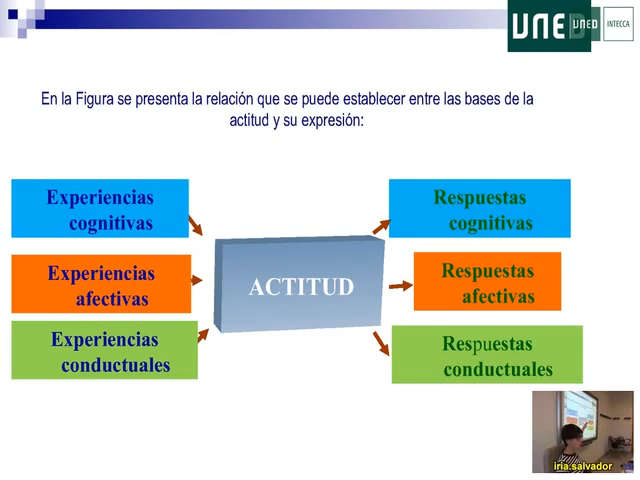 UNED
UNED
INTECCA
En la Figura se presenta la relación que se puede establecer entre las bases de la
actitud y su expresión:
Experiencias
cognitivas
Respuestas
cognitivas
Experiencias
afectivas
ACTITUD
Respuestas
afectivas
Experiencias
conductuales
Respuestas
conductuales
iria.salvador